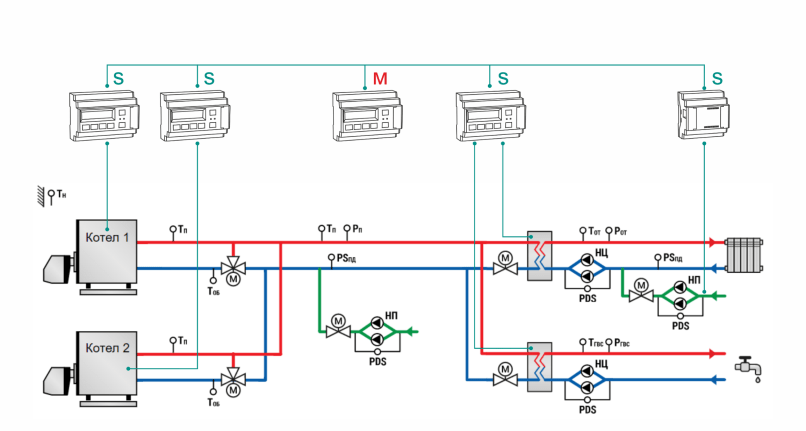 S S M S S
Tн
Котел 1
Tп
Tп Pп
Tот Pот
PSпд
PSпд
M
НЦ
НП
M
Tоб
M
PDS
M
PDS
НП
M
PDS
Котел 2
Tп
Tгвс Pгвс
M
НЦ
M
Tоб
PDS